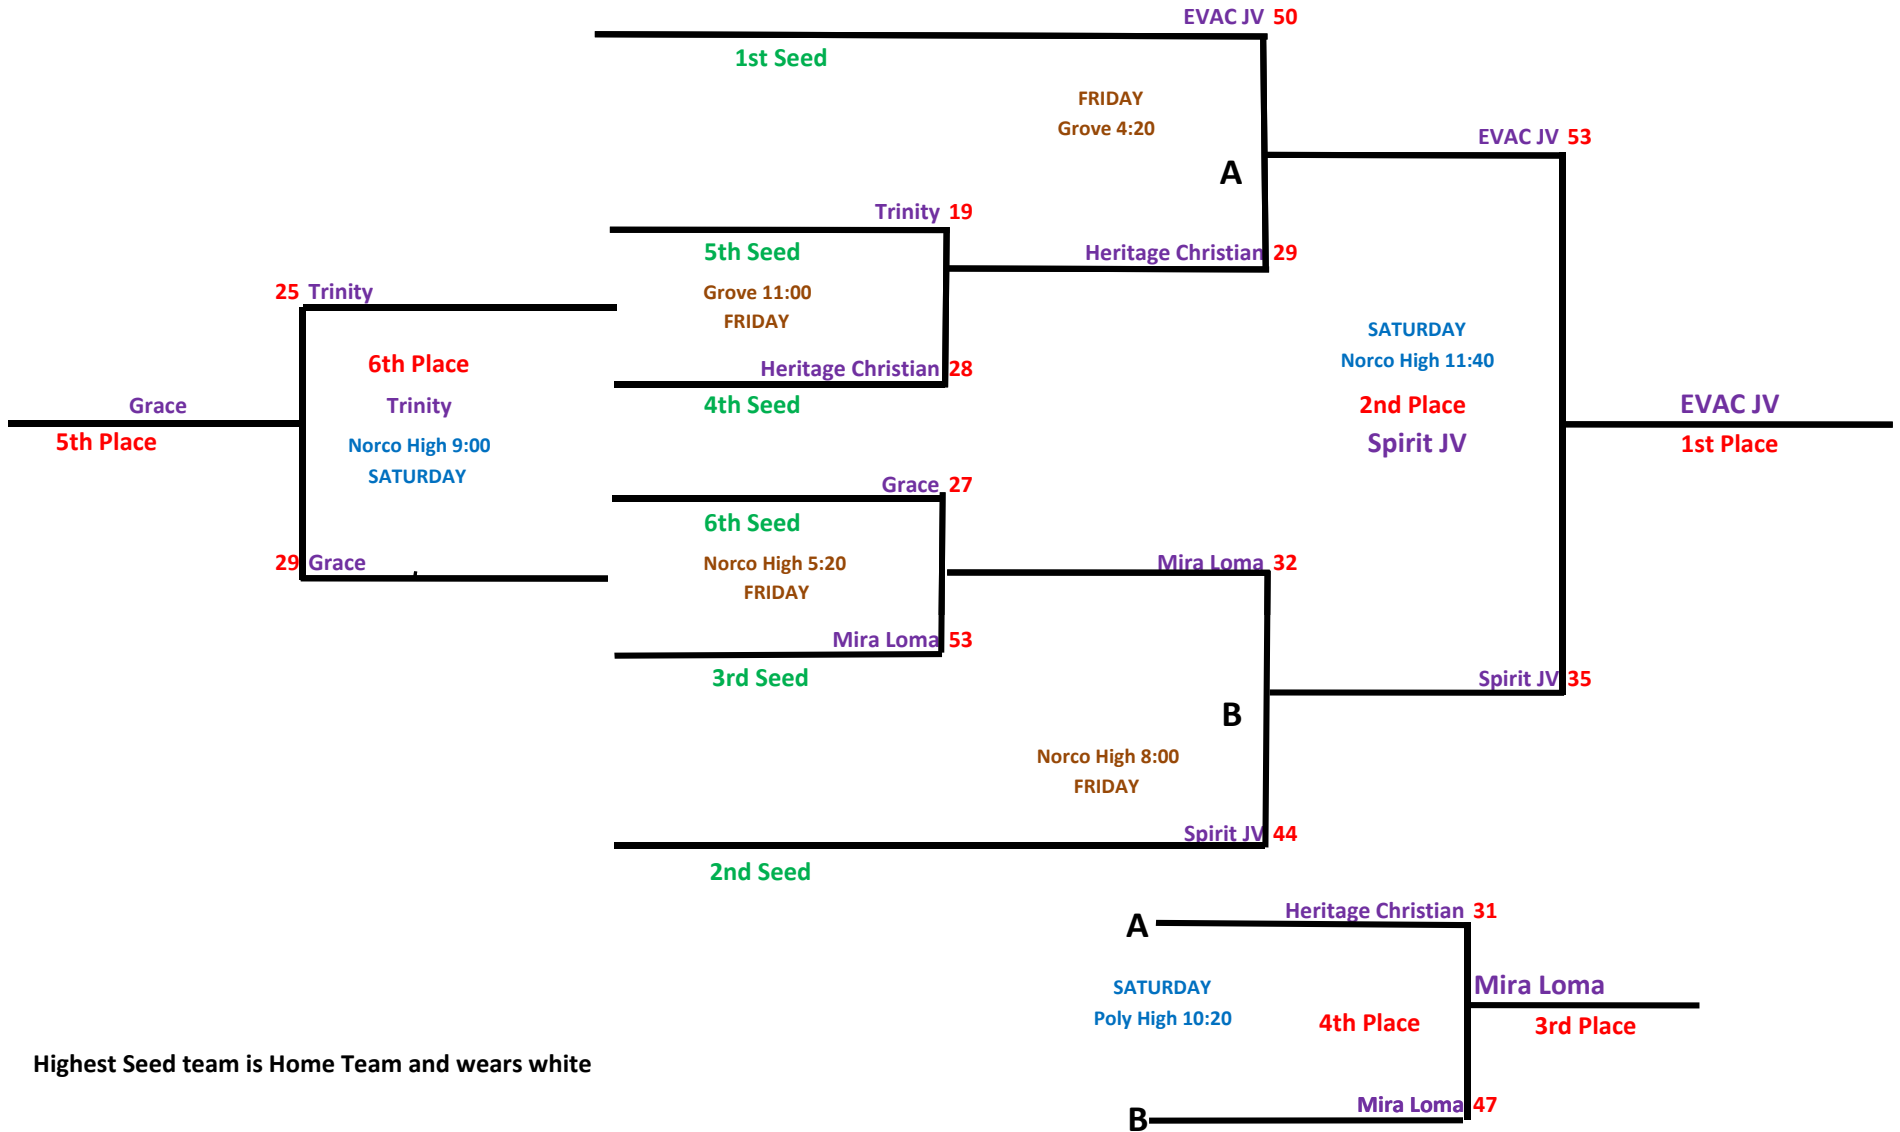 EVAC JV 50
1st Seed
FRIDAY
Grove 4:20
EVAC JV 53
A
Trinity 19
5th Seed
Heritage Christian 29
Grove 11:00
FRIDAY
25 Trinity
SATURDAY
Norco High 11:40
6th Place
Heritage Christian 28
Trinity
4th Seed
2nd Place
Grace
EVAC JV
5th Place
Norco High 9:00
SATURDAY
Spirit JV
1st Place
Grace 27
6th Seed
29 Grace
Norco High 5:20
FRIDAY
Mira Loma 32
Mira Loma 53
3rd Seed
Spirit JV 35
B
Norco High 8:00
FRIDAY
Spirit JV 44
2nd Seed
Heritage Christian 31
A
SATURDAY
Poly High 10:20
Mira Loma
4th Place
3rd Place
Highest Seed team is Home Team and wears white
Mira Loma 47
B